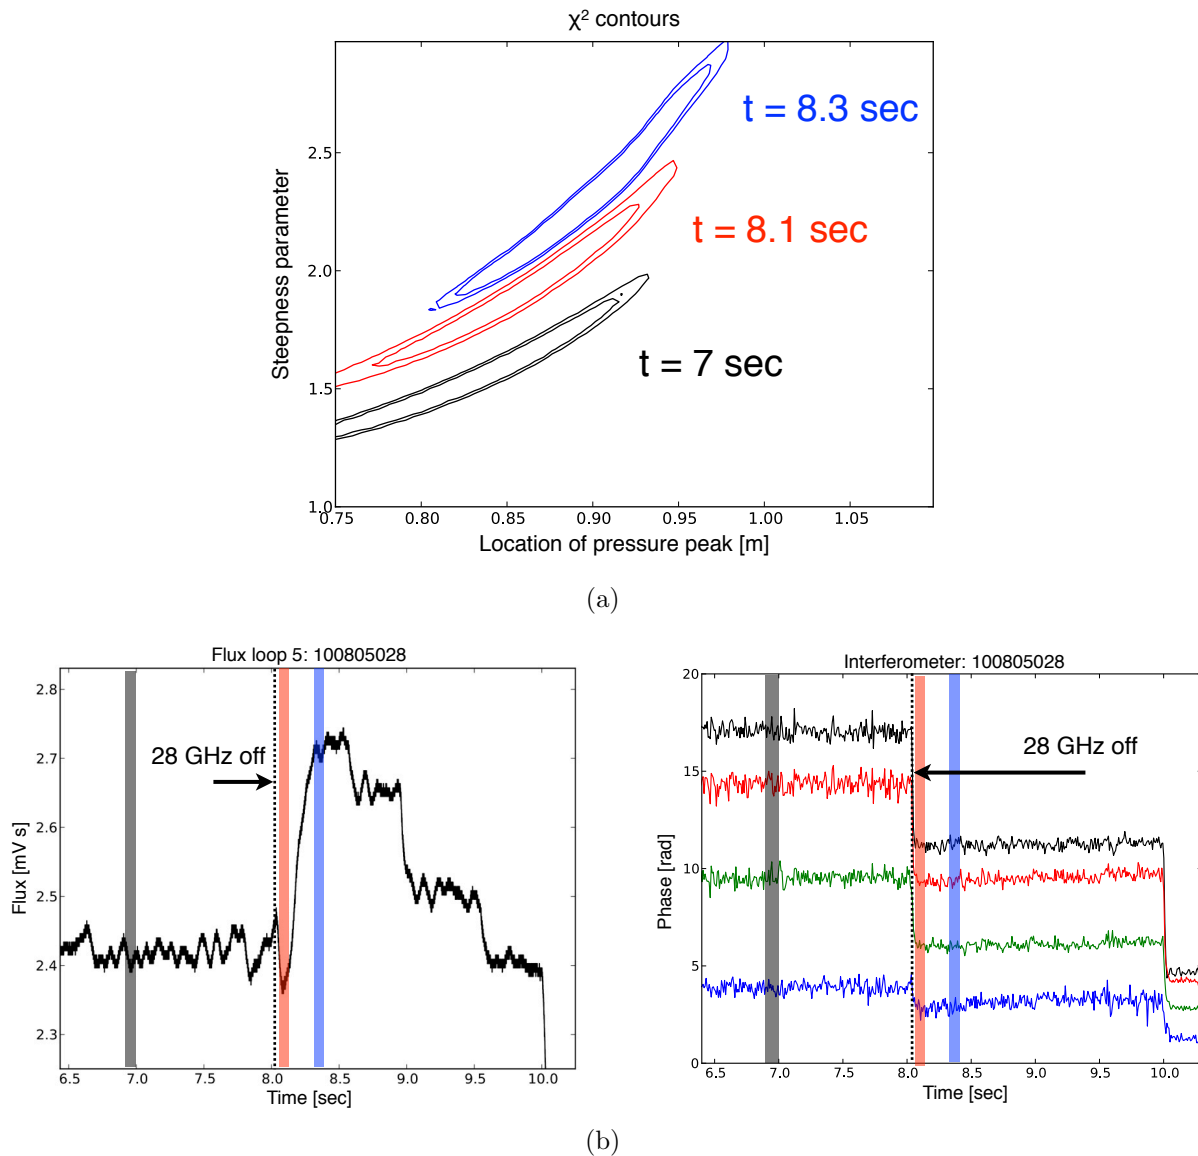 χ² contours
Steepness parameter
2.5
2.0
1.5
1.0
t = 8.3 sec
t = 8.1 sec
t = 7 sec
0.75 0.80 0.85 0.90 0.95 1.00 1.05
Location of pressure peak [m]
(a)
Flux loop 5: 100805028
Flux [mV s]
2.8
2.7
2.6
2.5
2.4
2.3
28 GHz off
6.5 7.0 7.5 8.0 8.5 9.0 9.5 10.0
Time [sec]
Interferometer: 100805028
Phase [rad]
20
15
10
5
0
28 GHz off
6.5 7.0 7.5 8.0 8.5 9.0 9.5 10.0
Time [sec]
(b)